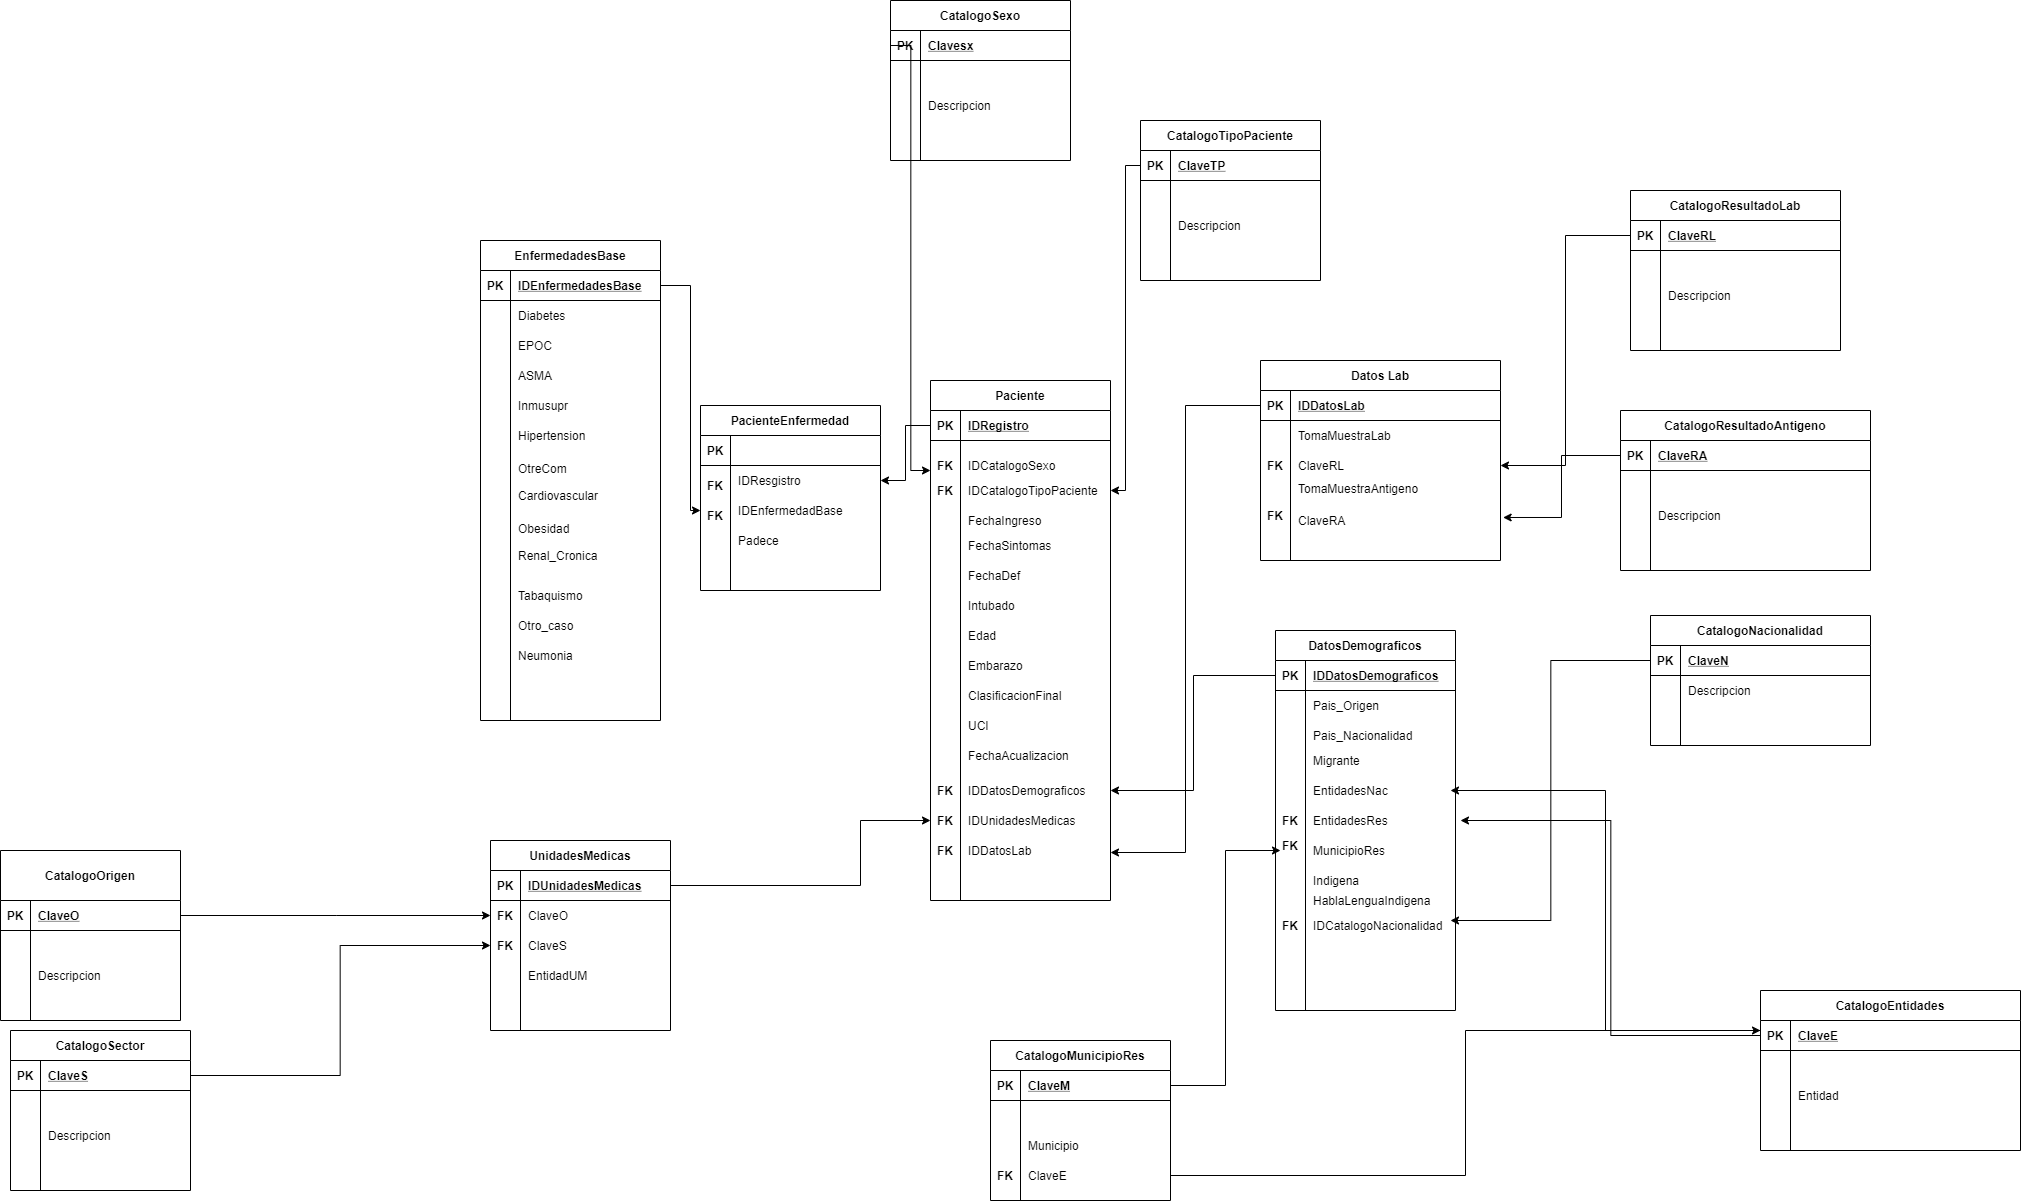 CatalogoSexo
PK Clavesx
Descripcion
CatalogoTipoPaciente
PK ClaveTP
Descripcion
CatalogoResultadoLab
PK ClaveRL
Descripcion
EnfermedadesBase
PK IDEnfermedadesBase
Diabetes
EPOC
ASMA
Inmusupr
Hipertension
OtreCom
Cardiovascular
Obesidad
Renal_Cronica
Tabaquismo
Otro_caso
Neumonia
PacienteEnfermedad
PK
FK IDResgistro
FK IDEnfermedadBase
Padece
Paciente
PK IDRegistro
FK IDCatalogoSexo
FK IDCatalogoTipoPaciente
FechaIngreso
FechaSintomas
FechaDef
Intubado
Edad
Embarazo
ClasificacionFinal
UCI
FechaAcualizacion
FK IDDatosDemograficos
FK IDUnidadesMedicas
FK IDDatosLab
Datos Lab
PK IDDatosLab
TomaMuestraLab
FK ClaveRL
TomaMuestraAntigeno
FK ClaveRA
CatalogoResultadoAntigeno
PK ClaveRA
Descripcion
DatosDemograficos
PK IDDatosDemograficos
Pais_Origen
Pais_Nacionalidad
Migrante
EntidadesNac
FK EntidadesRes
FK MunicipioRes
Indigena
HablaLenguaIndigena
FK IDCatalogoNacionalidad
CatalogoNacionalidad
PK ClaveN
Descripcion
CatalogoOrigen
PK ClaveO
Descripcion
UnidadesMedicas
PK IDUnidadesMedicas
FK ClaveO
FK ClaveS
EntidadUM
CatalogoSector
PK ClaveS
Descripcion
CatalogoMunicipioRes
PK ClaveM
Municipio
FK ClaveE
CatalogoEntidades
PK ClaveE
Entidad